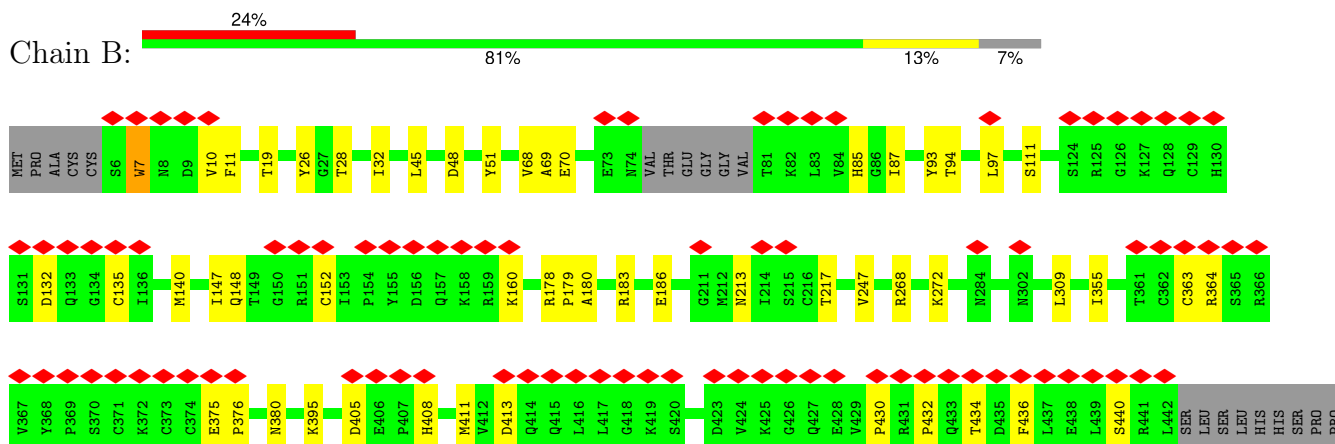 24%
Chain B:
81% 13% 7%
MET PRO ALA CYS CYS S6 W7 N8 D9 V10 F11 T19 Y26 G27 T28 I32 L45 D48 Y51 V68 A69 E70 E73 N74 VAL THR GLU GLY GLY VAL T81 K82 L83 V84 H85 G86 I87 Y93 T94 L97 S111 S124 R125 G126 K127 Q128 C129 H130
S131 D132 Q133 G134 C135 I136 M140 I147 Q148 T149 G150 R151 C152 I153 P154 Y155 D156 Q157 K158 R159 K160 R178 P179 A180 R183 E186 G211 M212 N213 I214 S215 C216 T217 V247 R268 K272 N284 N302 L309 I355 T361 C362 C363 R364 S365 R366
V367 Y368 P369 S370 C371 K372 C373 C374 E375 P376 N380 K395 D405 E406 P407 H408 M411 V412 D413 Q414 Q415 L416 L417 G418 K419 S420 D423 V424 K425 G426 Q427 E428 V429 P430 R431 P432 Q433 T434 D435 F436 L437 E438 L439 S440 R441 L442 SER LEU SER LEU HIS HIS SER PRO PRO